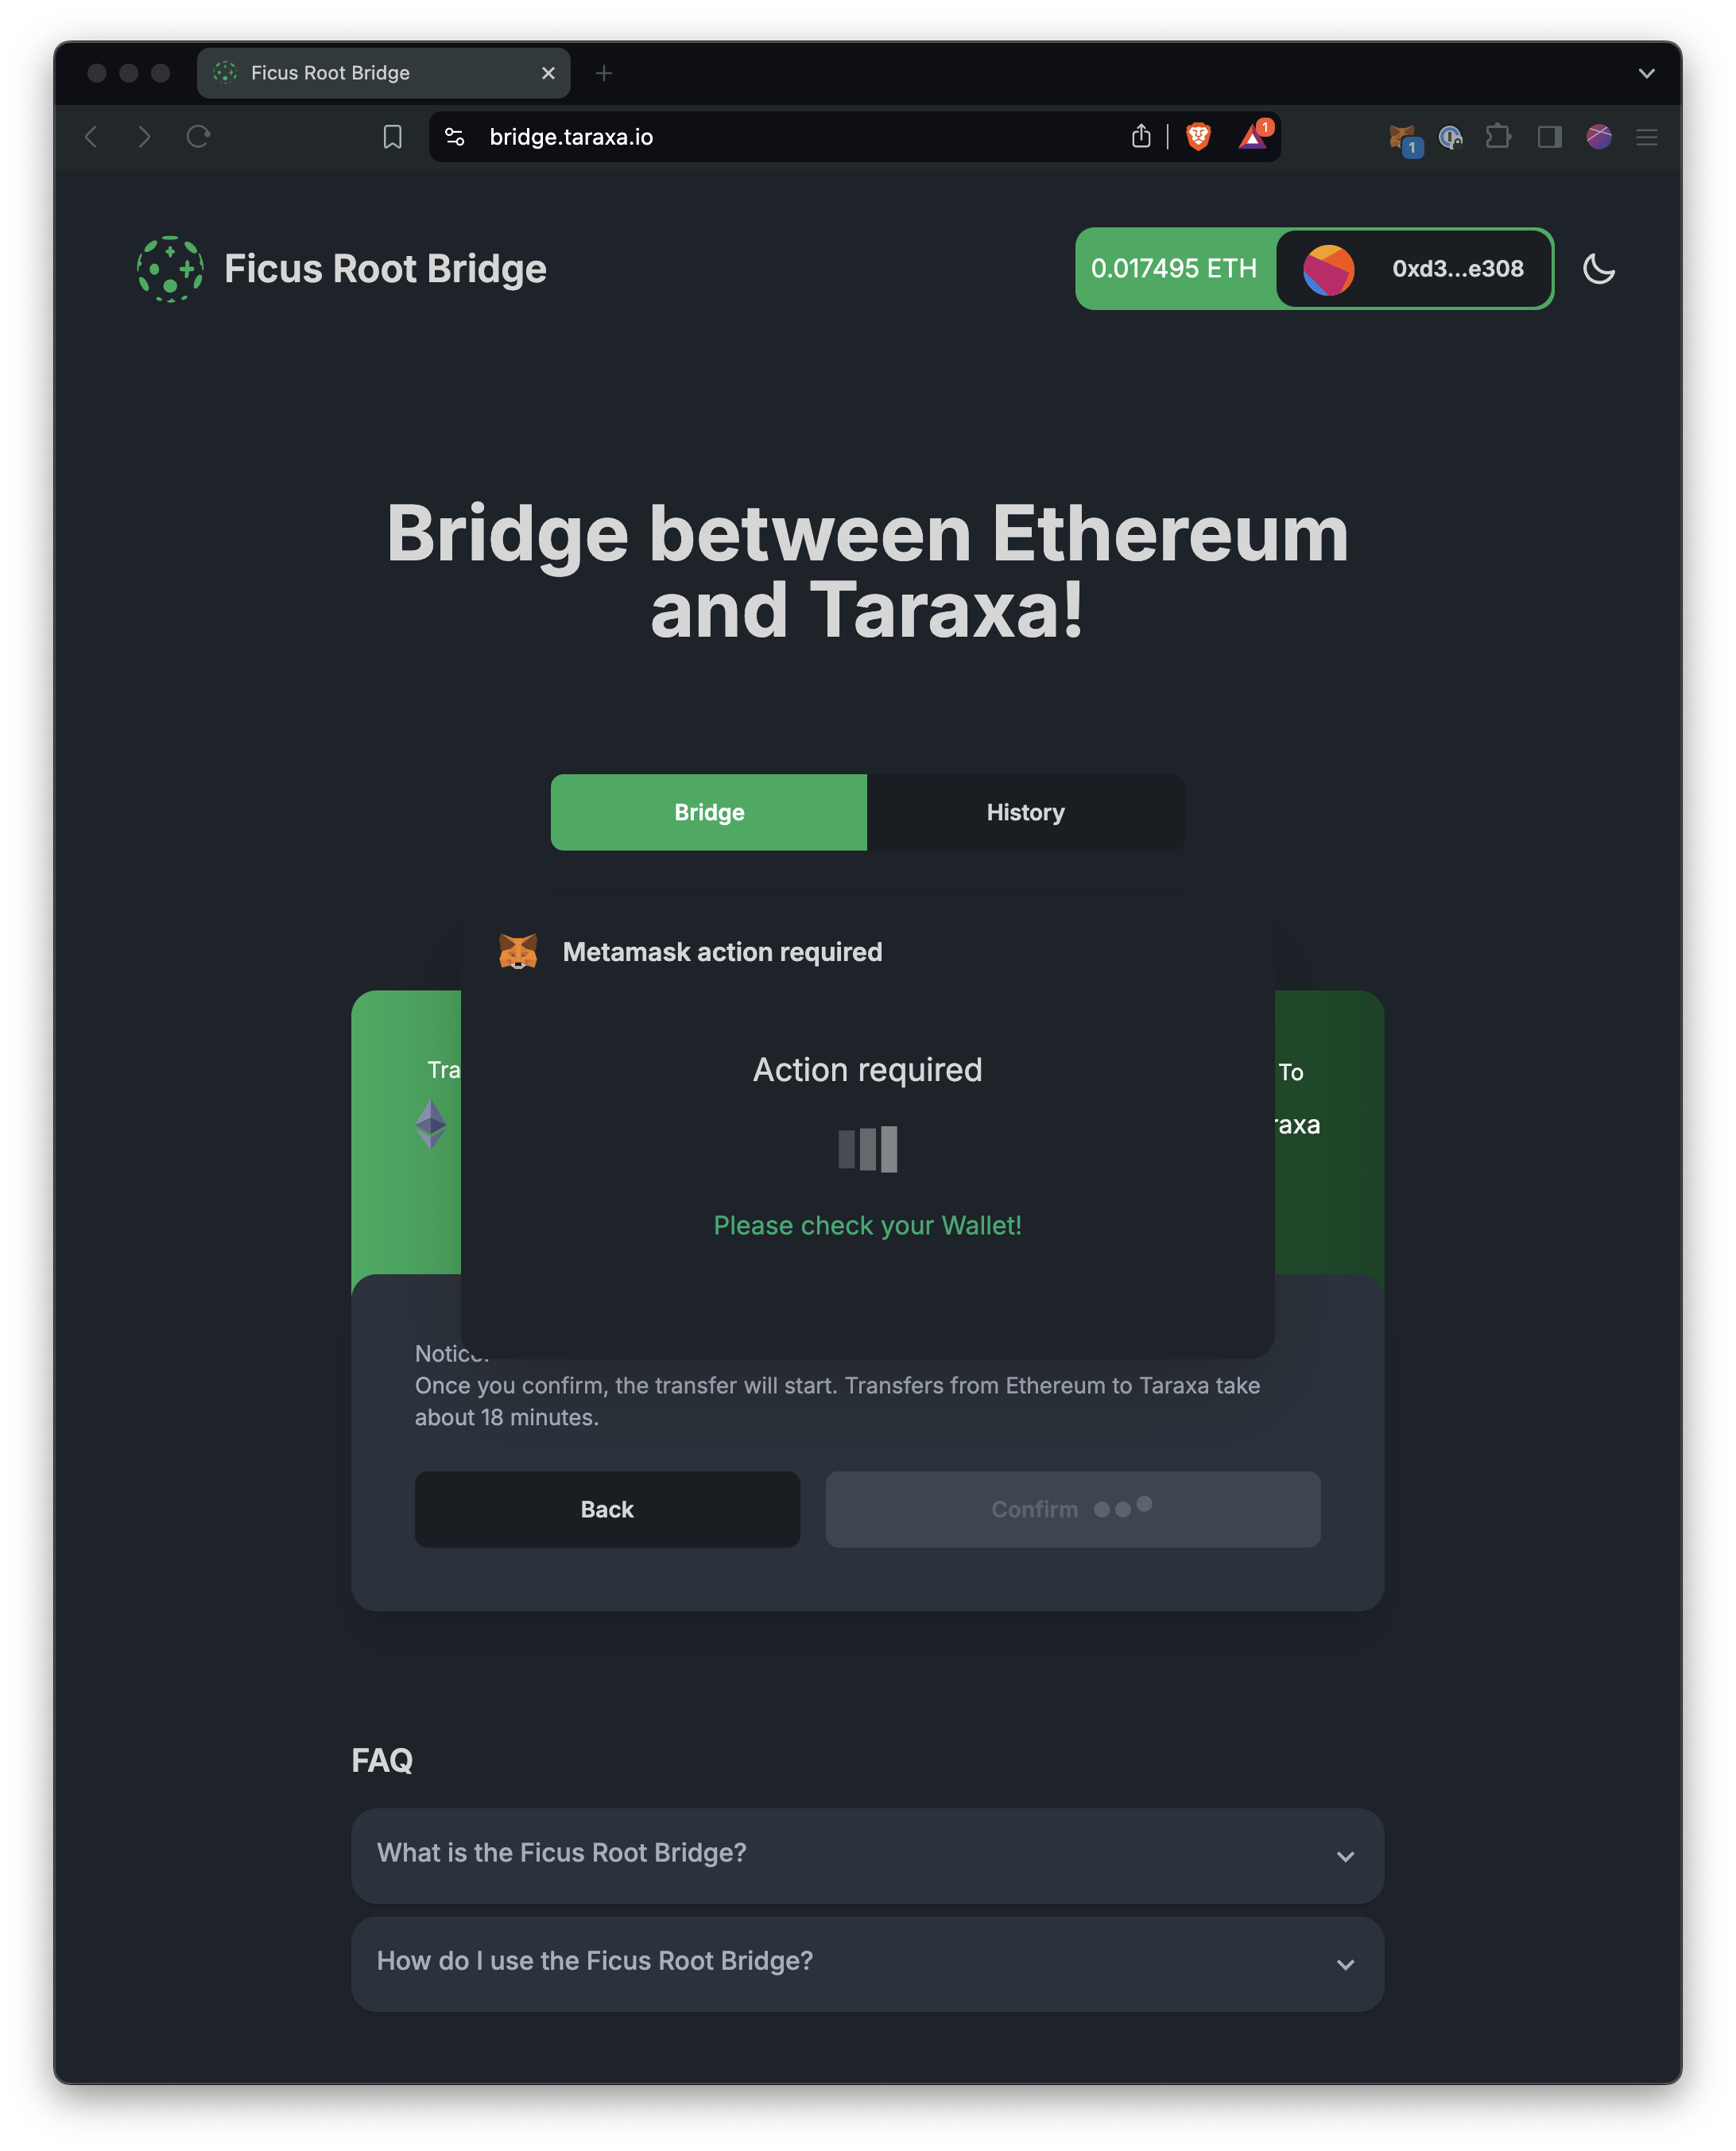 Ficus Root Bridge
bridge.taraxa.io
1
1
Ficus Root Bridge
0.017495 ETH
0xd3...e308
Bridge between Ethereum
and Taraxa!
Bridge
History
Metamask action required
Tra
To
Action required
raxa
Please check your Wallet!
Notice:
Once you confirm, the transfer will start. Transfers from Ethereum to Taraxa take
about 18 minutes.
Back
Confirm
FAQ
What is the Ficus Root Bridge?
How do I use the Ficus Root Bridge?